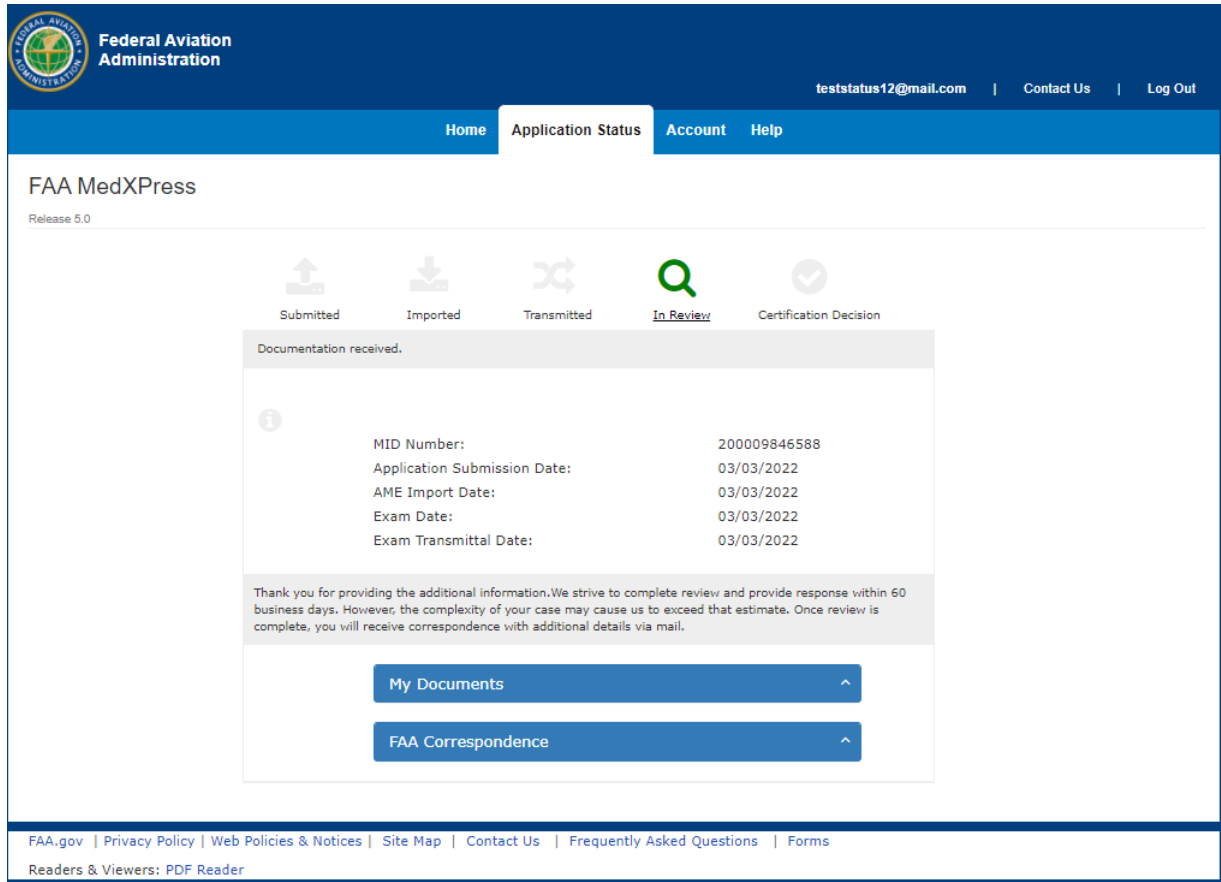 FEDERAL AVIATION
ADMINISTRATION
Federal Aviation
Administration
teststatus12@mail.com | Contact Us | Log Out
Home Application Status Account Help
FAA MedXPress
Release 5.0
Submitted Imported Transmitted In Review Certification Decision
Documentation received.
MID Number: 200009846588
Application Submission Date: 03/03/2022
AME Import Date: 03/03/2022
Exam Date: 03/03/2022
Exam Transmittal Date: 03/03/2022
Thank you for providing the additional information.We strive to complete review and provide response within 60
business days. However, the complexity of your case may cause us to exceed that estimate. Once review is
complete, you will receive correspondence with additional details via mail.
My Documents
FAA Correspondence
FAA.gov | Privacy Policy | Web Policies & Notices | Site Map | Contact Us | Frequently Asked Questions | Forms
Readers & Viewers: PDF Reader